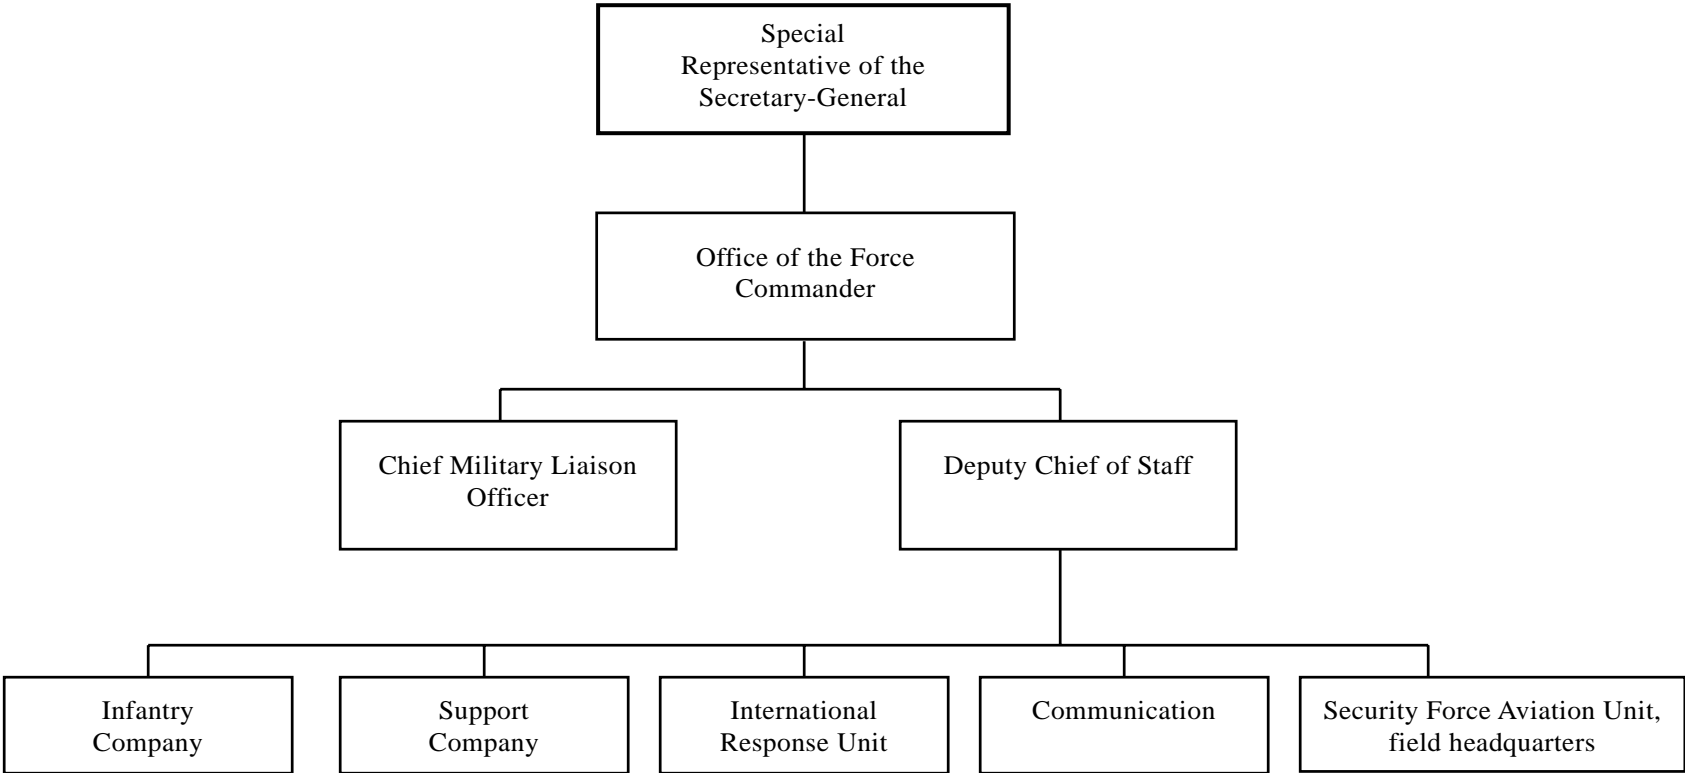 Special
Representative of the
Secretary-General
Office of the Force
Commander
Chief Military Liaison
Officer
Deputy Chief of Staff
Infantry
Company
Support
Company
International
Response Unit
Communication
Security Force Aviation Unit,
field headquarters